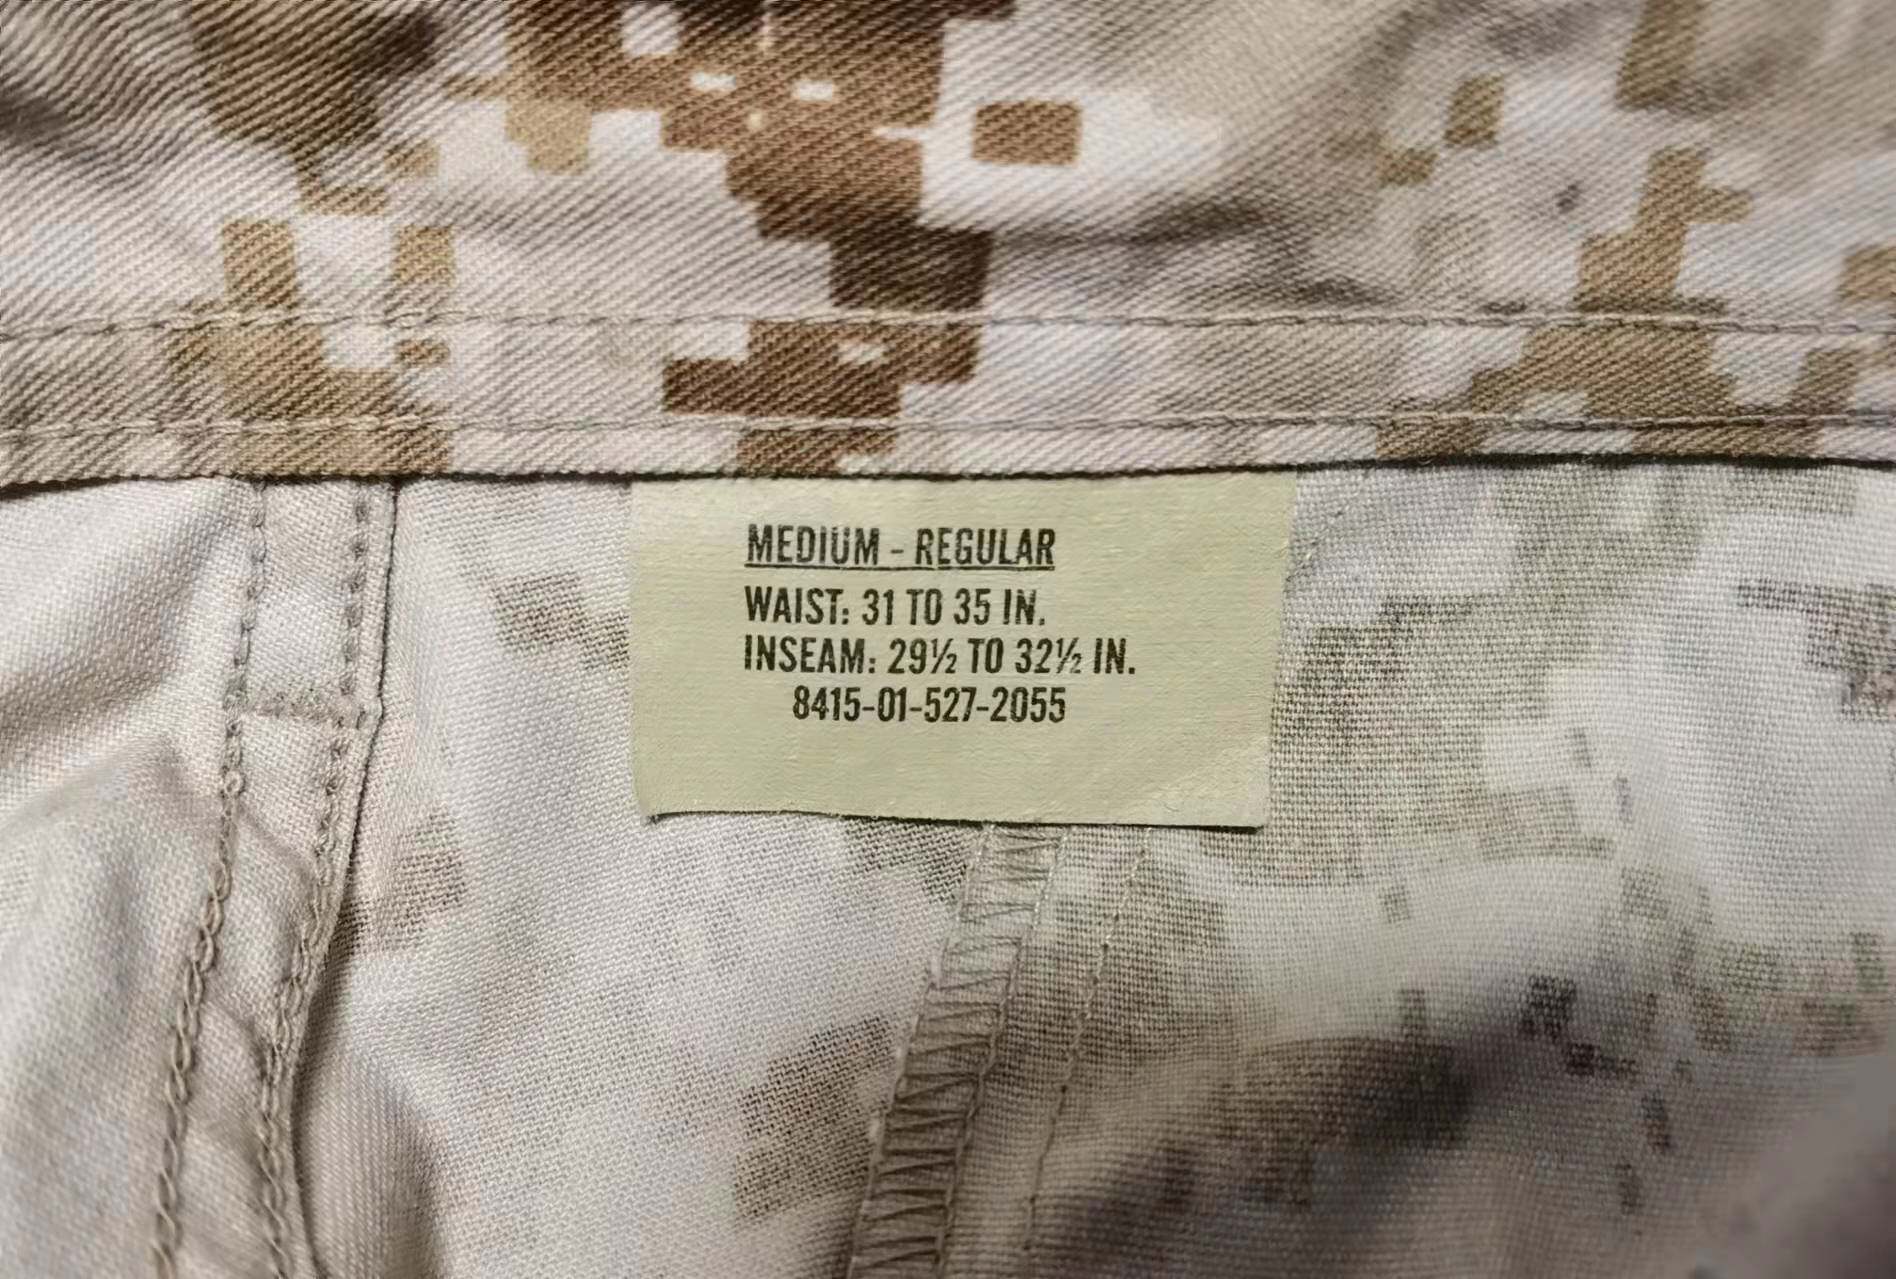 MEDIUM - REGULAR
WAIST: 31 TO 35 IN.
INSEAM: 29½ TO 32½ IN.
8415-01-527-2055